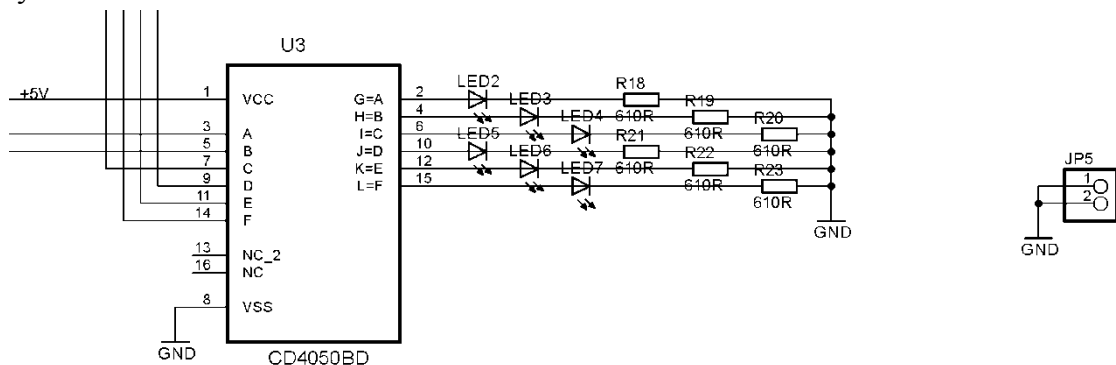 U3
+5V
1 VCC
3 A
5 B
7 C
9 D
11 E
14 F
13 NC_2
16 NC
8 VSS
GND
G=A 2
H=B 4
I=C 6
J=D 10
K=E 12
L=F 15
CD4050BD
LED2
LED3
LED4
LED5
LED6
LED7
R18
R19
R20
R21
R22
R23
610R
610R
610R
610R
610R
610R
GND
JP5
1
2
GND